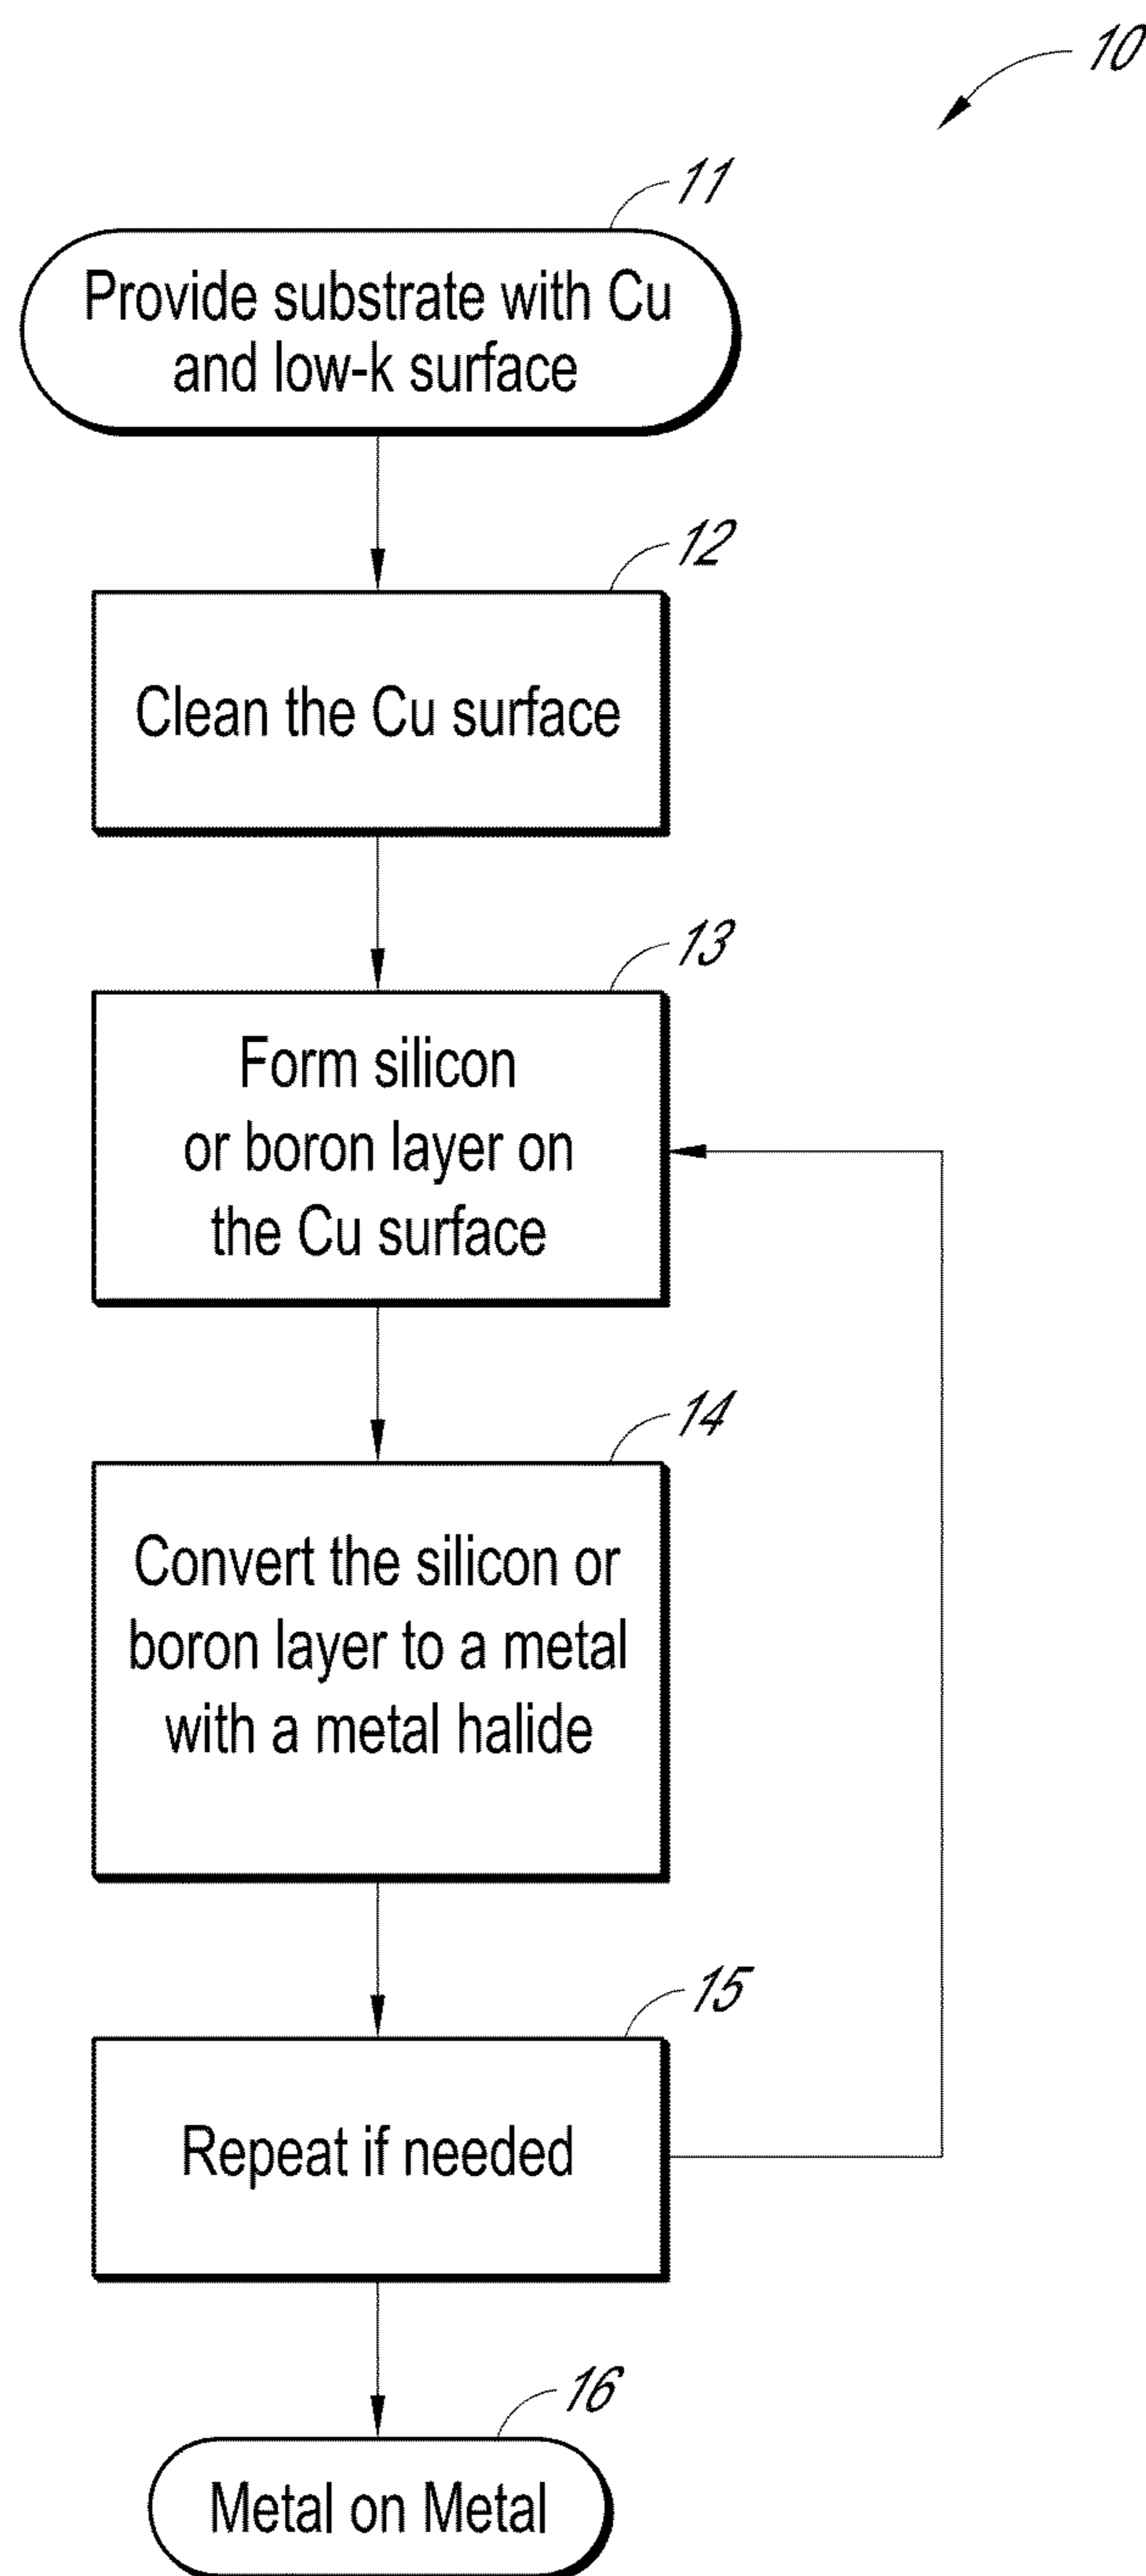 10
11
Provide substrate with Cu
and low-k surface
12
Clean the Cu surface
13
Form silicon
or boron layer on
the Cu surface
14
Convert the silicon or
boron layer to a metal
with a metal halide
15
Repeat if needed
16
Metal on Metal